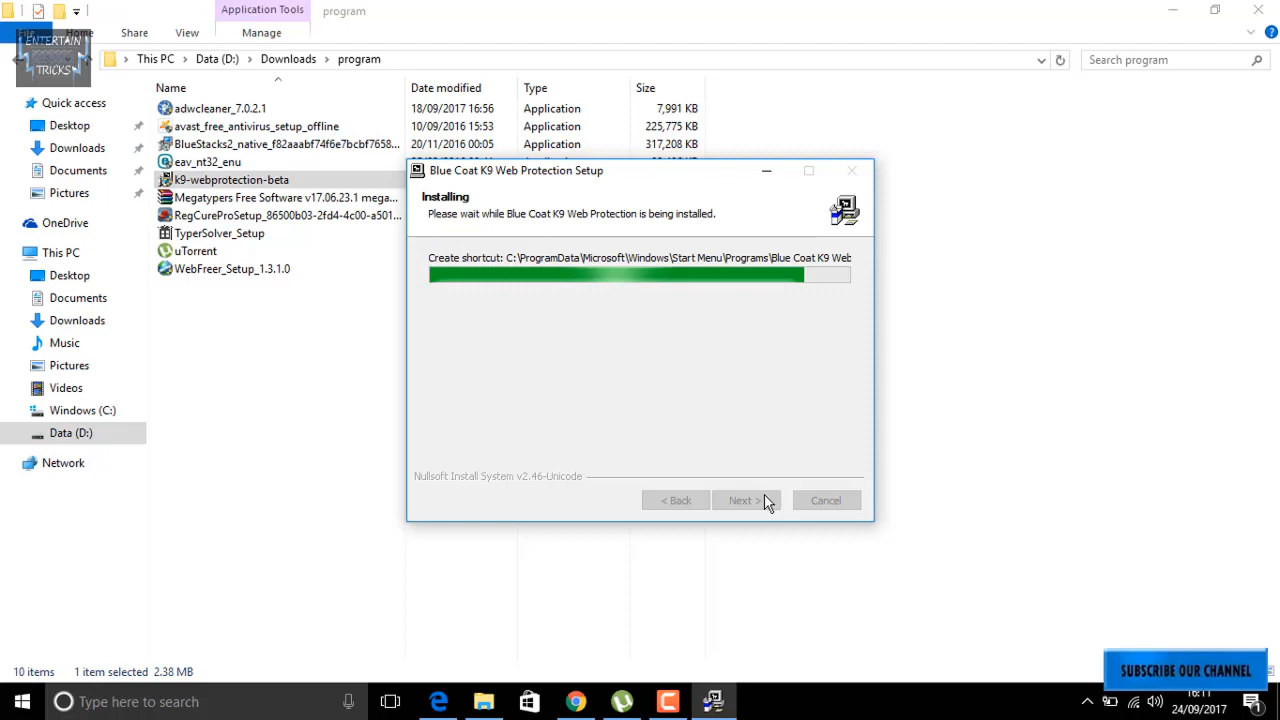 Application Tools
program
File
Home
Share
View
Manage
ENTERTAIN
TRICKS
This PC
Data (D:)
Downloads
program
Search program
Name
Date modified
Type
Size
Quick access
Desktop
Downloads
Documents
Pictures
OneDrive
This PC
Desktop
Documents
Downloads
Music
Pictures
Videos
Windows (C:)
Data (D:)
Network
adwcleaner_7.0.2.1
18/09/2017 16:56
Application
7,991 KB
avast_free_antivirus_setup_offline
10/09/2016 15:53
Application
225,775 KB
BlueStacks2_native_f82aaabf74f6e7bcbf7658...
20/11/2016 00:05
Application
317,208 KB
eav_nt32_enu
k9-webprotection-beta
Megatypers Free Software v17.06.23.1 mega...
RegCureProSetup_86500b03-2fd4-4c00-a501...
TyperSolver_Setup
uTorrent
WebFreer_Setup_1.3.1.0
Blue Coat K9 Web Protection Setup
Installing
Please wait while Blue Coat K9 Web Protection is being installed.
Create shortcut: C:\ProgramData\Microsoft\Windows\Start Menu\Programs\Blue Coat K9 Web
Nullsoft Install System v2.46-Unicode
< Back
Next >
Cancel
10 items
1 item selected 2.38 MB
SUBSCRIBE OUR CHANNEL
Type here to search
16:11
24/09/2017
1